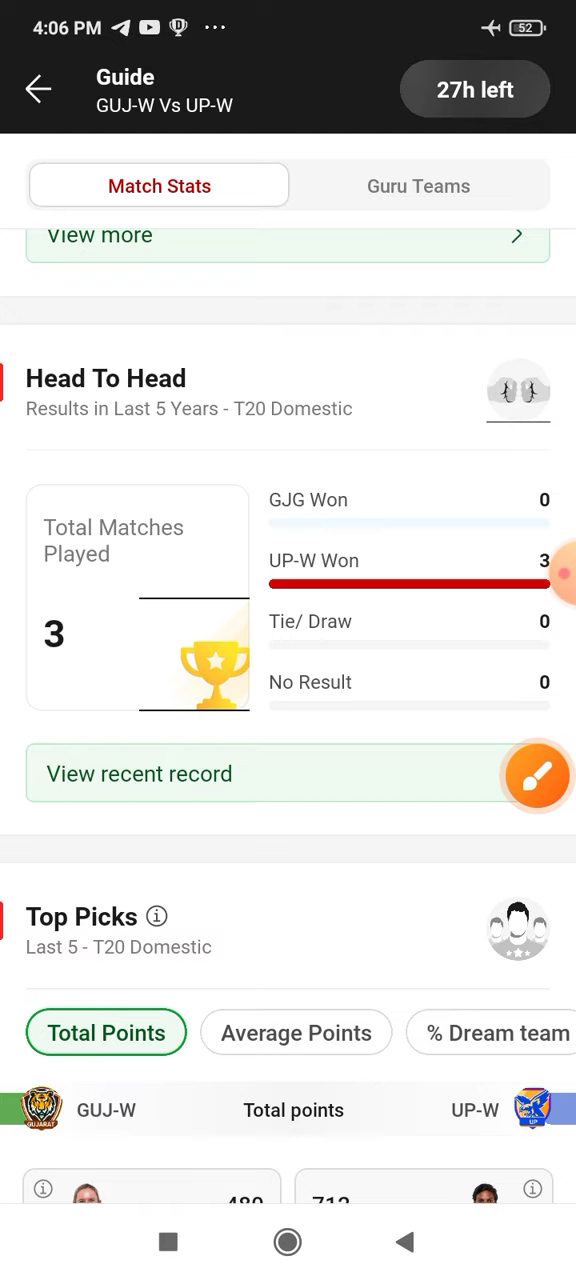 4:06 PM
52
Guide
GUJ-W Vs UP-W
27h left
Match Stats
Guru Teams
View more
Head To Head
Results in Last 5 Years - T20 Domestic
Total Matches
Played
3
GJG Won 0
UP-W Won 3
Tie/ Draw 0
No Result 0
View recent record
Top Picks
Last 5 - T20 Domestic
Total Points
Average Points
% Dream team
GUJARAT
GUJ-W
Total points
UP-W
UP